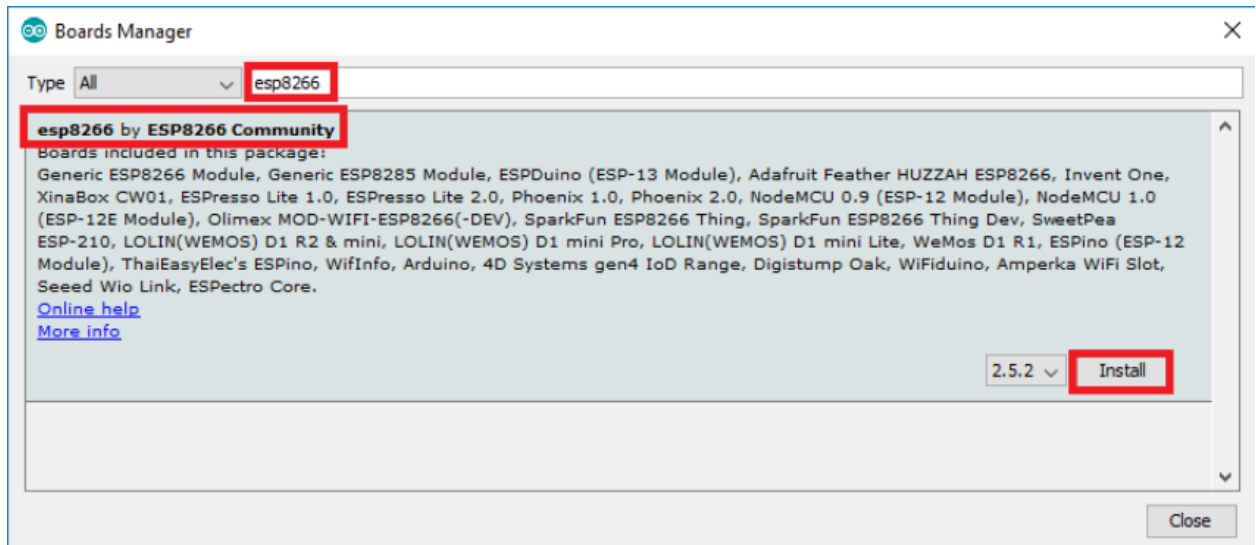 Boards Manager
Type All esp8266
esp8266 by ESP8266 Community
Boards included in this package:
Generic ESP8266 Module, Generic ESP8285 Module, ESPDuino (ESP-13 Module), Adafruit Feather HUZZAH ESP8266, Invent One,
XinaBox CW01, ESPresso Lite 1.0, ESPresso Lite 2.0, Phoenix 1.0, Phoenix 2.0, NodeMCU 0.9 (ESP-12 Module), NodeMCU 1.0
(ESP-12E Module), Olimex MOD-WIFI-ESP8266(-DEV), SparkFun ESP8266 Thing, SparkFun ESP8266 Thing Dev, SweetPea
ESP-210, LOLIN(WEMOS) D1 R2 & mini, LOLIN(WEMOS) D1 mini Pro, LOLIN(WEMOS) D1 mini Lite, WeMos D1 R1, ESPino (ESP-12
Module), ThaiEasyElec's ESPino, WifInfo, Arduino, 4D Systems gen4 IoD Range, Digistump Oak, WiFiduino, Amperka WiFi Slot,
Seeed Wio Link, ESPectro Core.
Online help
More info
2.5.2 Install
Close